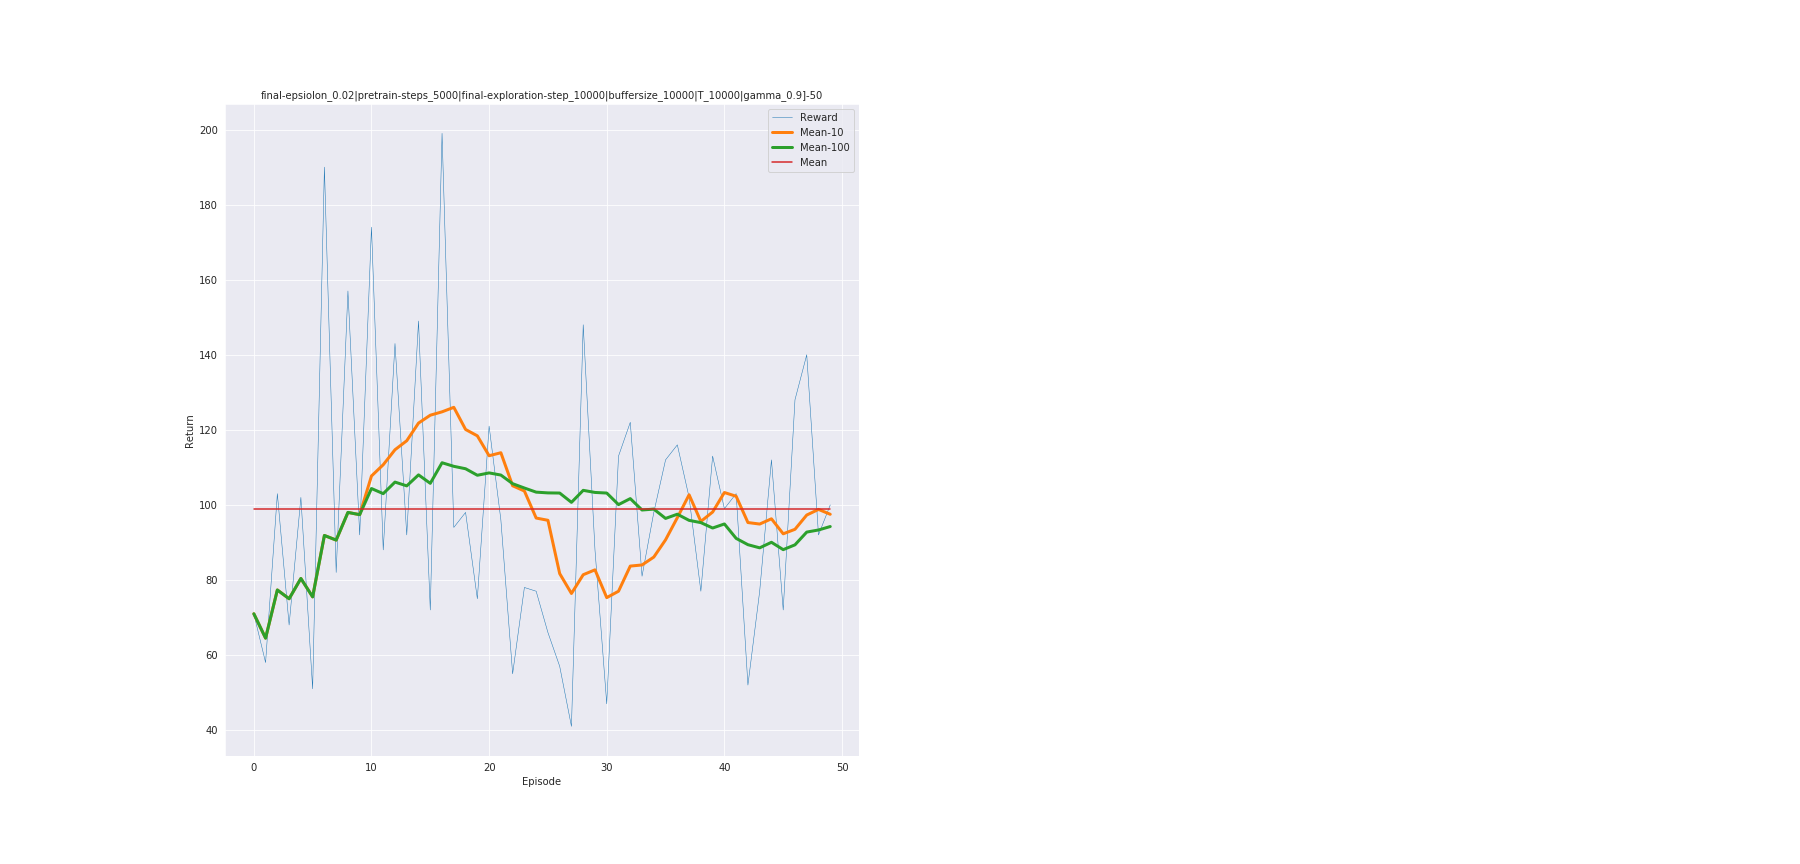 final-epsiolon_0.02|pretrain-steps_5000|final-exploration-step_10000|buffersize_10000|T_10000|gamma_0.9]-50
Reward
Mean-10
Mean-100
Mean
200
180
160
140
120
100
80
60
40
Return
0 10 20 30 40 50
Episode